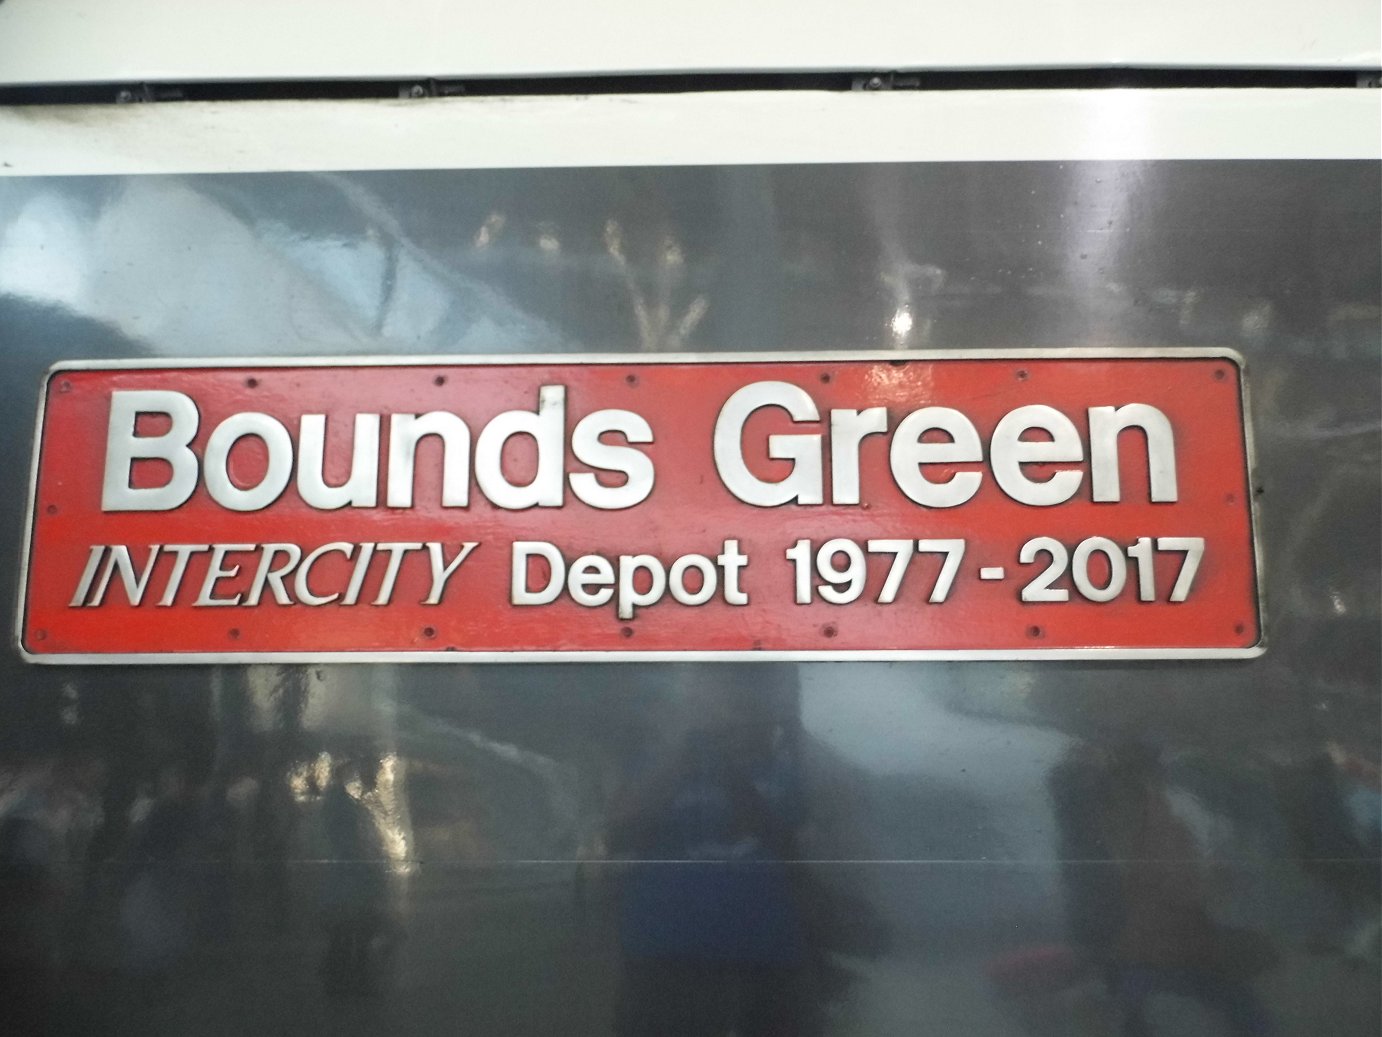 Bounds Green
INTERCITY Depot 1977-2017